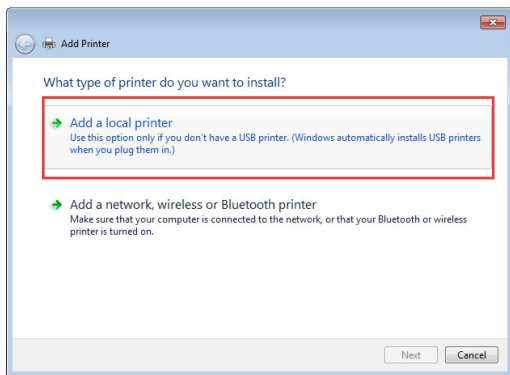 Add Printer
What type of printer do you want to install?
Add a local printer
Use this option only if you don't have a USB printer. (Windows automatically installs USB printers
when you plug them in.)
Add a network, wireless or Bluetooth printer
Make sure that your computer is connected to the network, or that your Bluetooth or wireless
printer is turned on.
Next Cancel